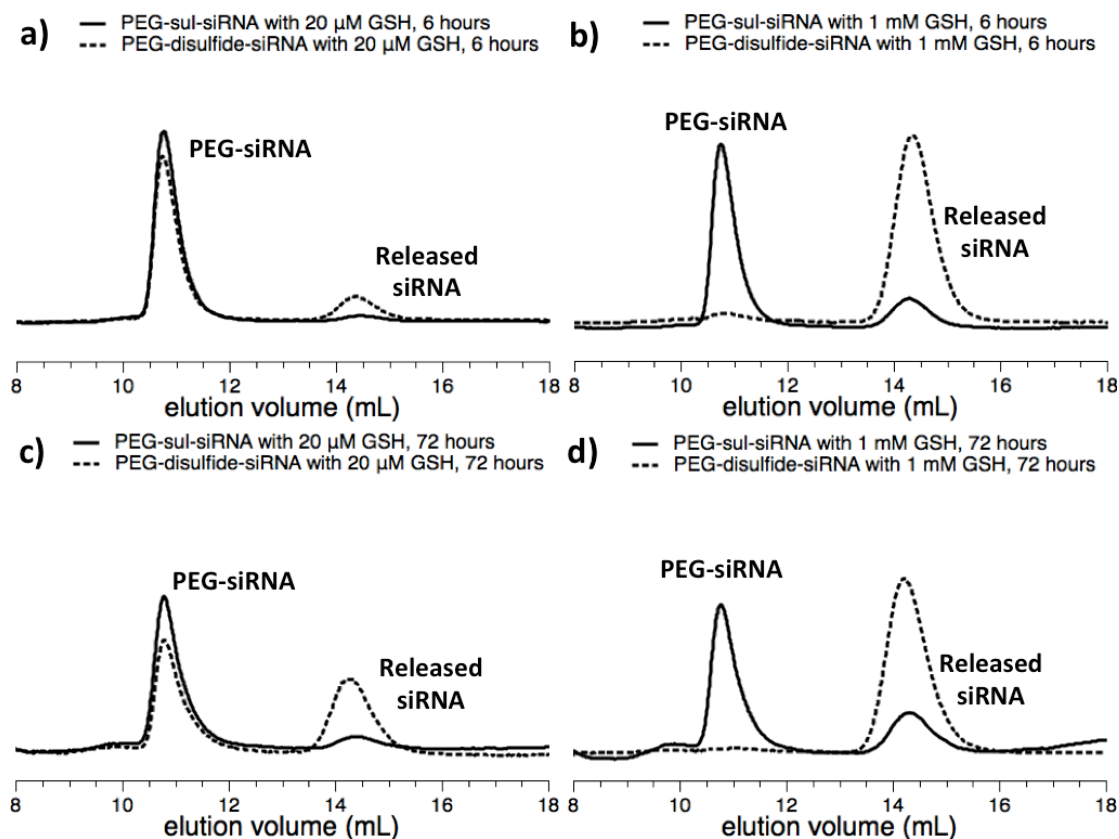 a)
PEG-sul-siRNA with 20 µM GSH, 6 hours
PEG-disulfide-siRNA with 20 µM GSH, 6 hours
PEG-siRNA
Released
siRNA
8 10 12 14 16 18
elution volume (mL)
b)
PEG-sul-siRNA with 1 mM GSH, 6 hours
PEG-disulfide-siRNA with 1 mM GSH, 6 hours
PEG-siRNA
Released
siRNA
8 10 12 14 16 18
elution volume (mL)
c)
PEG-sul-siRNA with 20 µM GSH, 72 hours
PEG-disulfide-siRNA with 20 µM GSH, 72 hours
PEG-siRNA
Released
siRNA
8 10 12 14 16 18
elution volume (mL)
d)
PEG-sul-siRNA with 1 mM GSH, 72 hours
PEG-disulfide-siRNA with 1 mM GSH, 72 hours
PEG-siRNA
Released
siRNA
8 10 12 14 16 18
elution volume (mL)